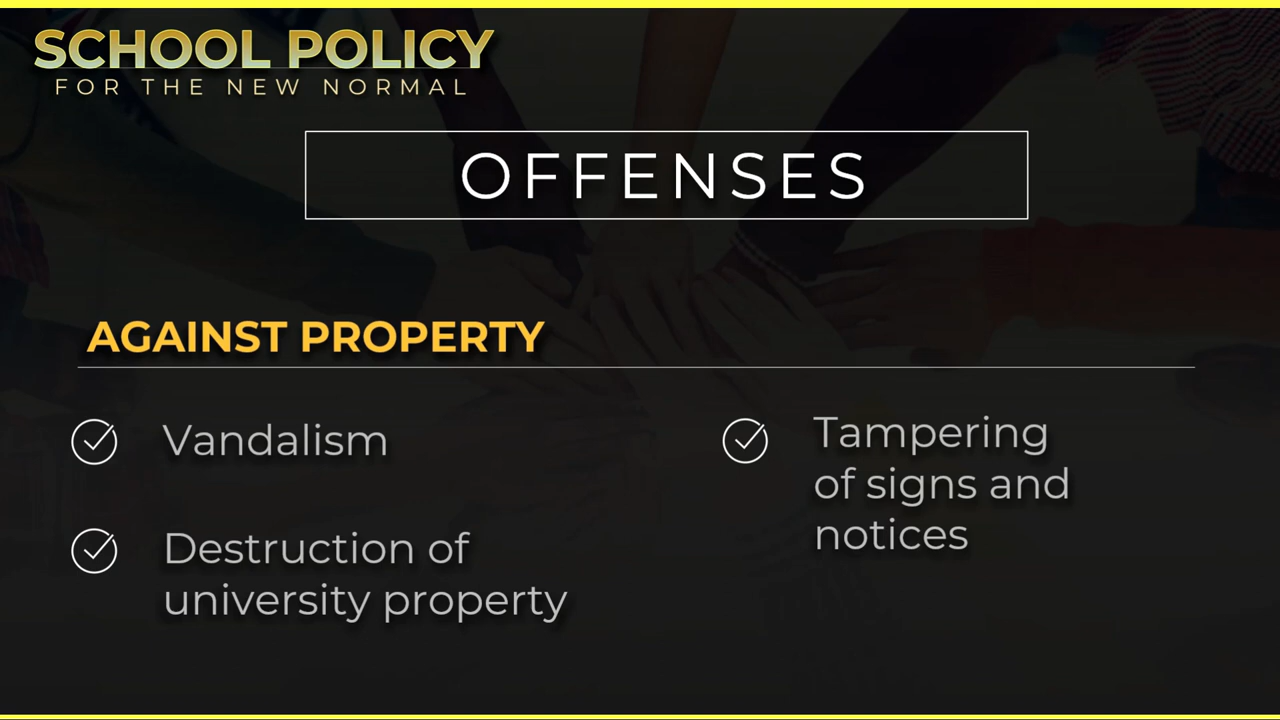 SCHOOL POLICY
FOR THE NEW NORMAL
OFFENSES
AGAINST PROPERTY
Vandalism
Destruction of
university property
Tampering
of signs and
notices